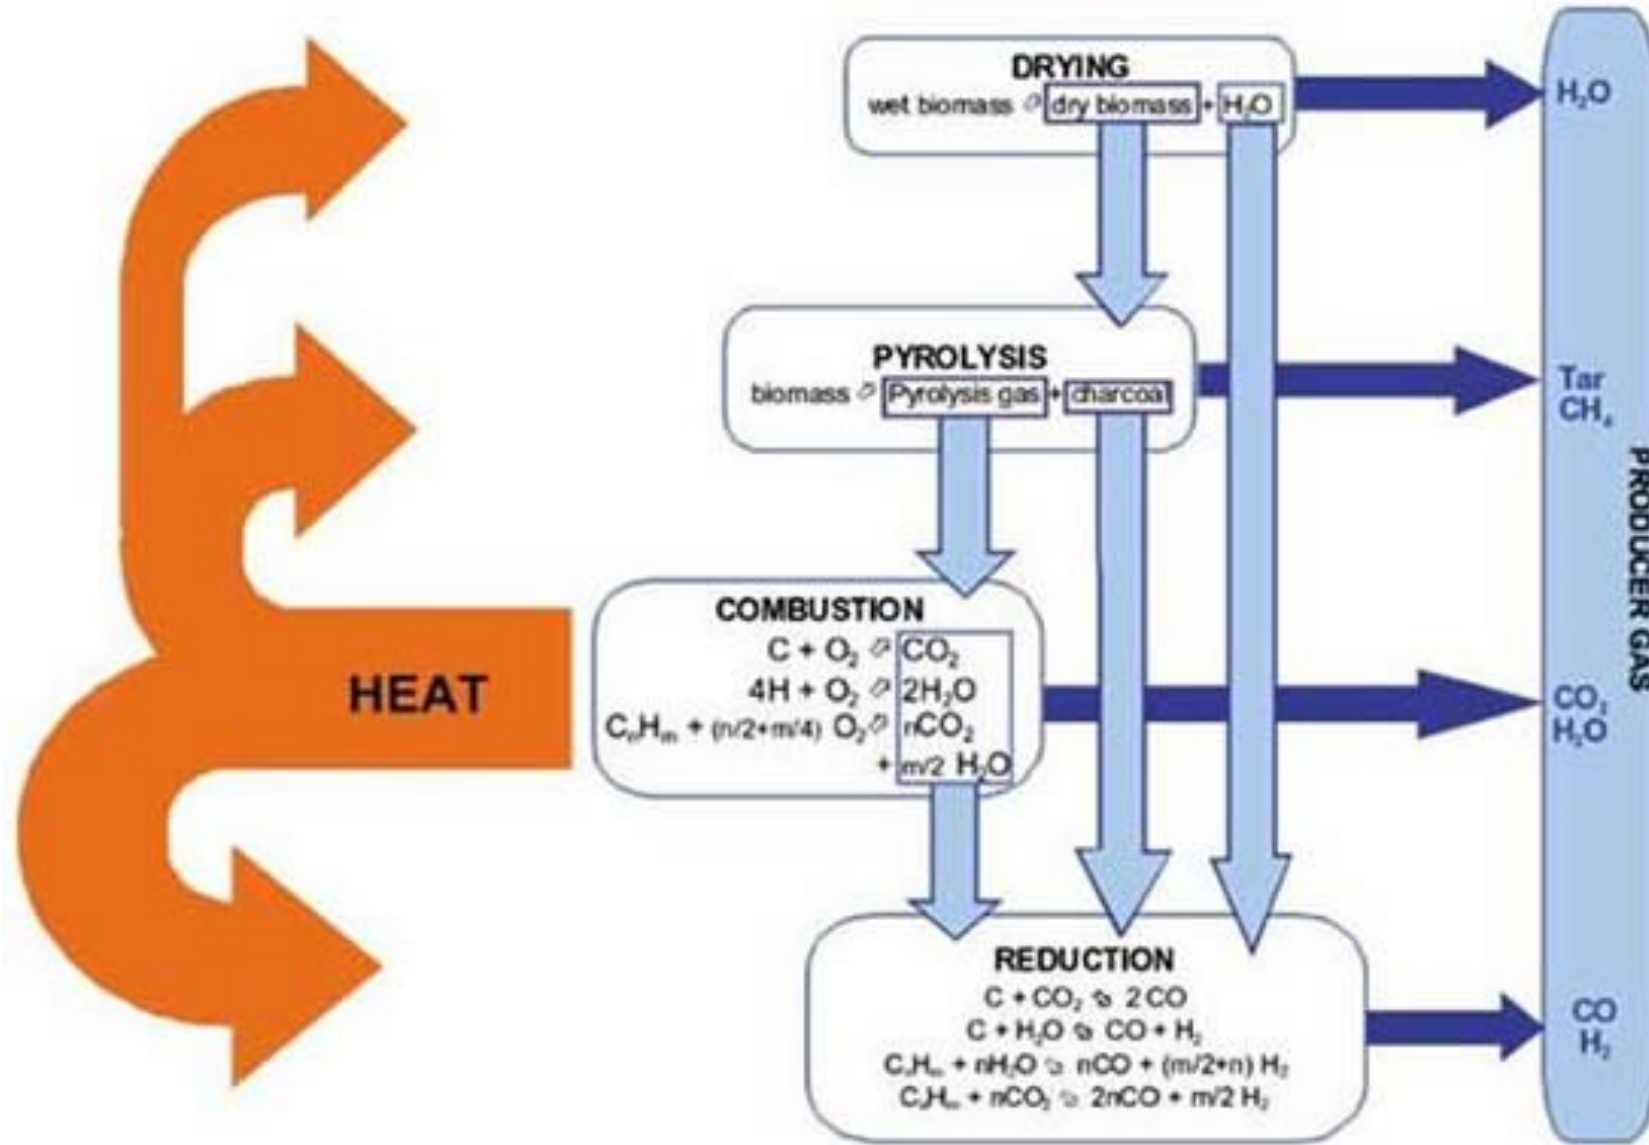 DRYING
wet biomass ⇨ dry biomass + H₂O
H₂O
PYROLYSIS
biomass ⇨ Pyrolysis gas + charcoal
Tar
CH₄
COMBUSTION
C + O₂ ⇨ CO₂
4H + O₂ ⇨ 2H₂O
CₙHₘ + (n/2+m/4) O₂ ⇨ nCO₂
+ m/2 H₂O
HEAT
CO₂
H₂O
PRODUCER GAS
REDUCTION
C + CO₂ ⇨ 2 CO
C + H₂O ⇨ CO + H₂
CₙHₘ + nH₂O ⇨ nCO + (m/2+n) H₂
CₙHₘ + nCO₂ ⇨ 2nCO + m/2 H₂
CO
H₂